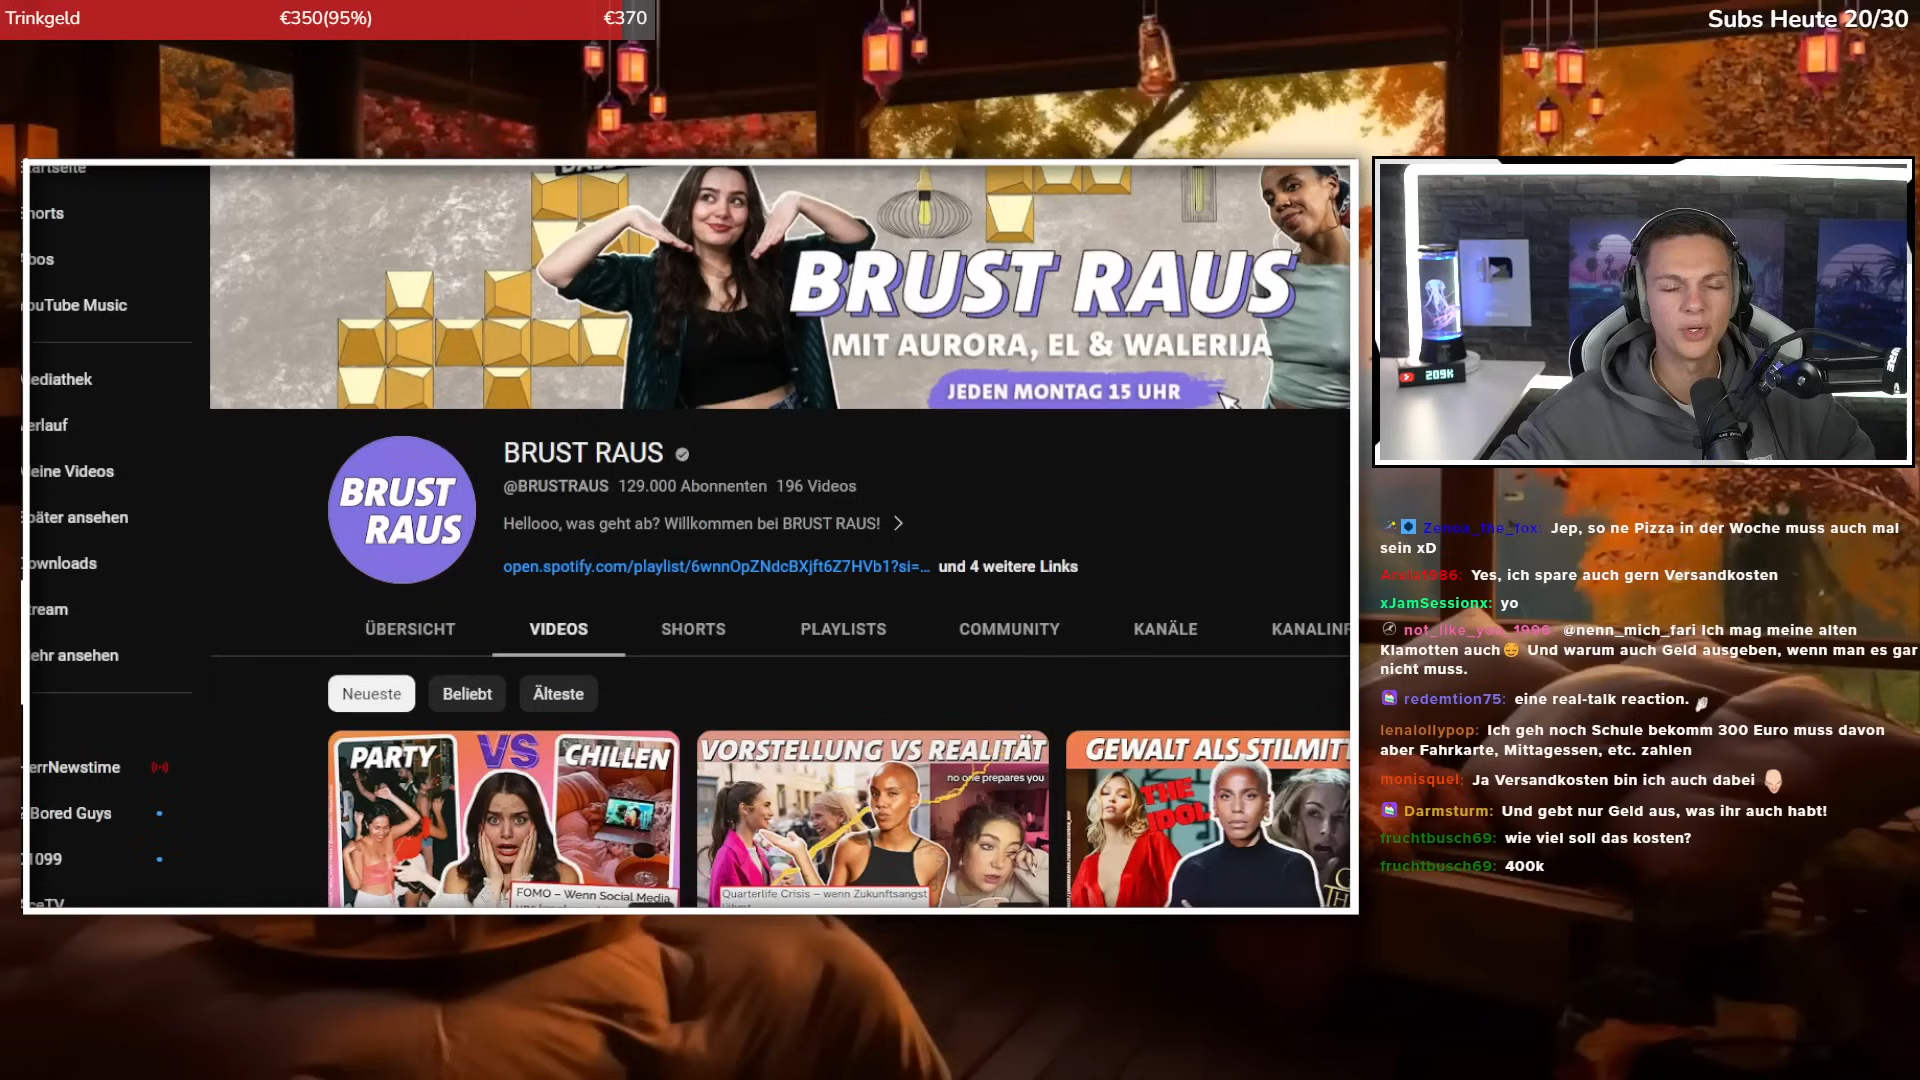 Trinkgeld €350(95%) €370
Subs Heute 20/30
BRUST RAUS
MIT AURORA, EL & WALERIJA
JEDEN MONTAG 15 UHR
horts
ouTube Music
ediathek
erlauf
eine Videos
päter ansehen
ownloads
ream
ehr ansehen
errNewstime
Bored Guys
1099
ceTV
BRUST
RAUS
BRUST RAUS
@BRUSTRAUS 129.000 Abonnenten 196 Videos
Hellooo, was geht ab? Willkommen bei BRUST RAUS!
open.spotify.com/playlist/6wnnOpZNdcBXjft6Z7HVb1?si=... und 4 weitere Links
ÜBERSICHT VIDEOS SHORTS PLAYLISTS COMMUNITY KANÄLE KANALINF
Neueste Beliebt Älteste
PARTY VS CHILLEN
FOMO – Wenn Social Media
VORSTELLUNG VS REALITÄT
no one prepares you
Quarterlife Crisis – wenn Zukunftsangst
GEWALT ALS STILMITT
THE
IDOL
209K
Zenoa_the_fox: Jep, so ne Pizza in der Woche muss auch mal
sein xD
Yes, ich spare auch gern Versandkosten
xJamSessionx: yo
not_like_you_1996: @nenn_mich_fari Ich mag meine alten
Klamotten auch Und warum auch Geld ausgeben, wenn man es gar
nicht muss.
redemtion75: eine real-talk reaction.
lenalollypop: Ich geh noch Schule bekomm 300 Euro muss davon
aber Fahrkarte, Mittagessen, etc. zahlen
monisquel: Ja Versandkosten bin ich auch dabei
Darmsturm: Und gebt nur Geld aus, was ihr auch habt!
fruchtbusch69: wie viel soll das kosten?
fruchtbusch69: 400k